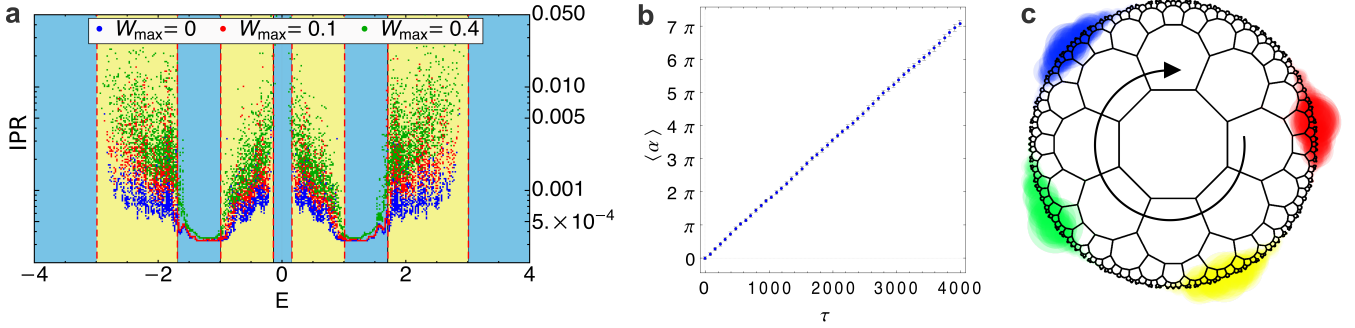 a
W_max = 0 W_max = 0.1 W_max = 0.4
0.050
0.010
0.005
0.001
5.×10⁻⁴
IPR
−4 −2 0 2 4
E
b
7 π
6 π
5 π
4 π
3 π
2 π
π
0
⟨α⟩
0 1000 2000 3000 4000
τ
c